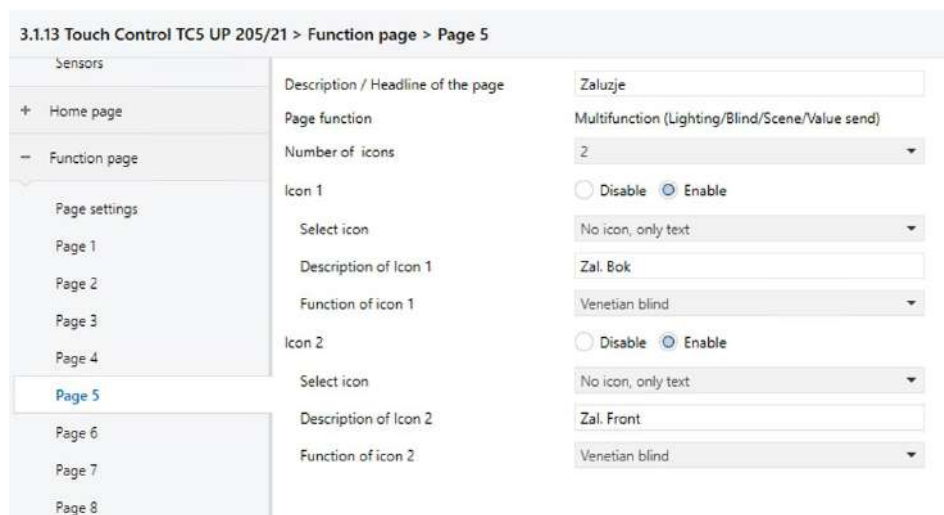 3.1.13 Touch Control TC5 UP 205/21 > Function page > Page 5
Sensors
+ Home page
− Function page
Page settings
Page 1
Page 2
Page 3
Page 4
Page 5
Page 6
Page 7
Page 8
Description / Headline of the page Zaluzje
Page function Multifunction (Lighting/Blind/Scene/Value send)
Number of icons 2
Icon 1 Disable Enable
Select icon No icon, only text
Description of Icon 1 Zal. Bok
Function of icon 1 Venetian blind
Icon 2 Disable Enable
Select icon No icon, only text
Description of Icon 2 Zal. Front
Function of icon 2 Venetian blind